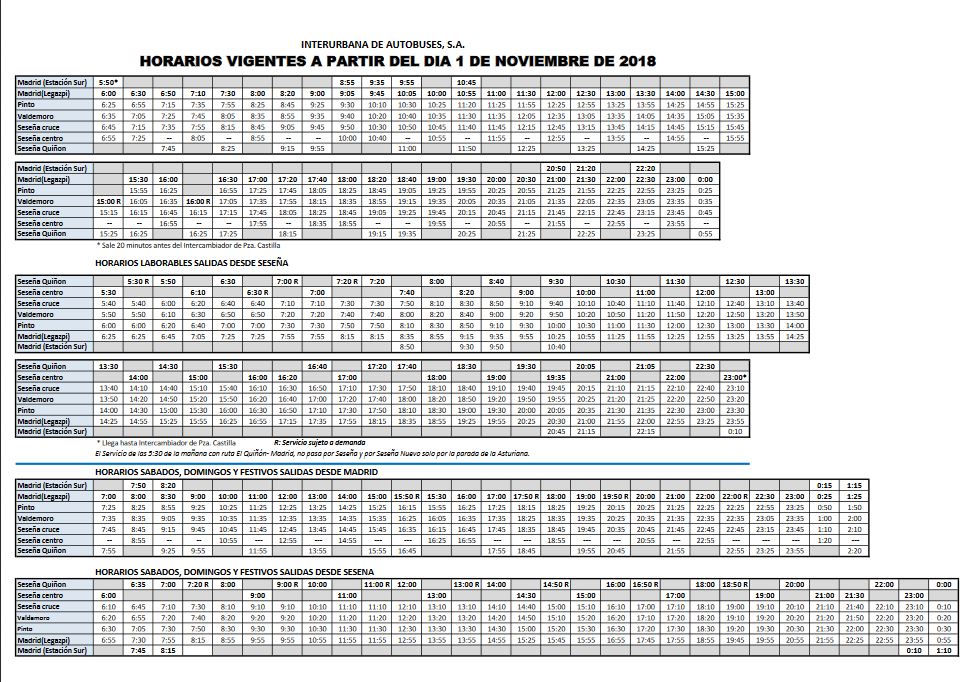 INTERURBANA DE AUTOBUSES, S.A.
HORARIOS VIGENTES A PARTIR DEL DIA 1 DE NOVIEMBRE DE 2018
Madrid (Estación Sur) 5:50* 8:55 9:35 9:55 10:45
Madrid(Legazpi) 6:00 6:30 6:50 7:10 7:30 8:00 8:20 9:00 9:05 9:45 10:05 10:00 10:55 11:00 11:30 12:00 12:30 13:00 13:30 14:00 14:30 15:00
Pinto 6:25 6:55 7:15 7:35 7:55 8:25 8:45 9:25 9:30 10:10 10:30 10:25 11:20 11:25 11:55 12:25 12:55 13:25 13:55 14:25 14:55 15:25
Valdemoro 6:35 7:05 7:25 7:45 8:05 8:35 8:55 9:35 9:40 10:20 10:40 10:35 11:30 11:35 12:05 12:35 13:05 13:35 14:05 14:35 15:05 15:35
Seseña cruce 6:45 7:15 7:35 7:55 8:15 8:45 9:05 9:45 9:50 10:30 10:50 10:45 11:40 11:45 12:15 12:45 13:15 13:45 14:15 14:45 15:15 15:45
Seseña centro 6:55 7:25 -- 8:05 -- 8:55 -- -- 10:00 10:40 -- 10:55 -- 11:55 -- 12:55 -- 13:55 -- 14:55 -- 15:55
Seseña Quiñon 7:45 8:25 9:15 9:55 11:00 11:50 12:25 13:25 14:25 15:25
Madrid (Estación Sur) 20:50 21:20 22:20
Madrid(Legazpi) 15:30 16:00 16:30 17:00 17:20 17:40 18:00 18:20 18:40 19:00 19:30 20:00 20:30 21:00 21:30 22:00 22:30 23:00 0:00
Pinto 15:55 16:25 16:55 17:25 17:45 18:05 18:25 18:45 19:05 19:25 19:55 20:25 20:55 21:25 21:55 22:25 22:55 23:25 0:25
Valdemoro 15:00 R 16:05 16:35 16:00 R 17:05 17:35 17:55 18:15 18:35 18:55 19:15 19:35 20:05 20:35 21:05 21:35 22:05 22:35 23:05 23:35 0:35
Seseña cruce 15:15 16:15 16:45 16:15 17:15 17:45 18:05 18:25 18:45 19:05 19:25 19:45 20:15 20:45 21:15 21:45 22:15 22:45 23:15 23:45 0:45
Seseña centro -- -- 16:55 -- -- 17:55 -- 18:35 18:55 -- -- 19:55 -- 20:55 -- 21:55 -- 22:55 -- 23:55 --
Seseña Quiñon 15:25 16:25 16:25 17:25 18:15 19:15 19:35 20:25 21:25 22:25 23:25 0:55
* Sale 20 minutos antes del Intercambiador de Pza. Castilla
HORARIOS LABORABLES SALIDAS DESDE SESEÑA
Seseña Quiñon 5:30 R 5:50 6:30 7:00 R 7:20 R 7:20 8:00 8:40 9:30 10:30 11:30 12:30 13:30
Seseña centro 5:30 6:10 6:30 R 7:00 7:40 8:20 9:00 10:00 11:00 12:00 13:00
Seseña cruce 5:40 5:40 6:00 6:20 6:40 6:40 7:10 7:10 7:30 7:30 7:50 8:10 8:30 8:50 9:10 9:40 10:10 10:40 11:10 11:40 12:10 12:40 13:10 13:40
Valdemoro 5:50 5:50 6:10 6:30 6:50 6:50 7:20 7:20 7:40 7:40 8:00 8:20 8:40 9:00 9:20 9:50 10:20 10:50 11:20 11:50 12:20 12:50 13:20 13:50
Pinto 6:00 6:00 6:20 6:40 7:00 7:00 7:30 7:30 7:50 7:50 8:10 8:30 8:50 9:10 9:30 10:00 10:30 11:00 11:30 12:00 12:30 13:00 13:30 14:00
Madrid(Legazpi) 6:25 6:25 6:45 7:05 7:25 7:25 7:55 7:55 8:15 8:15 8:35 8:55 9:15 9:35 9:55 10:25 10:55 11:25 11:55 12:25 12:55 13:25 13:55 14:25
Madrid (Estación Sur) 8:50 9:30 9:50 10:40
Seseña Quiñon 13:30 14:30 15:30 16:40 17:20 17:40 18:30 19:30 20:05 21:05 22:30
Seseña centro 14:00 15:00 16:00 16:20 17:00 18:00 19:00 19:35 21:00 22:00 23:00*
Seseña cruce 13:40 14:10 14:40 15:10 15:40 16:10 16:30 16:50 17:10 17:30 17:50 18:10 18:40 19:10 19:40 19:45 20:15 21:10 21:15 22:10 22:40 23:10
Valdemoro 13:50 14:20 14:50 15:20 15:50 16:20 16:40 17:00 17:20 17:40 18:00 18:20 18:50 19:20 19:50 19:55 20:25 21:20 21:25 22:20 22:50 23:20
Pinto 14:00 14:30 15:00 15:30 16:00 16:30 16:50 17:10 17:30 17:50 18:10 18:30 19:00 19:30 20:00 20:05 20:35 21:30 21:35 22:30 23:00 23:30
Madrid(Legazpi) 14:25 14:55 15:25 15:55 16:25 16:55 17:15 17:35 17:55 18:15 18:35 18:55 19:25 19:55 20:25 20:30 21:00 21:55 22:00 22:55 23:25 23:55
Madrid (Estación Sur) 20:45 21:15 22:15 0:10
* Llega hasta Intercambiador de Pza. Castilla R: Servicio sujeto a demanda
El Servicio de las 5:30 de la mañana con ruta El Quiñón- Madrid, no pasa por Seseña y por Seseña Nuevo solo por la parada de la Asturiana.
HORARIOS SABADOS, DOMINGOS Y FESTIVOS SALIDAS DESDE MADRID
Madrid (Estación Sur) 7:50 8:20 0:15 1:15
Madrid(Legazpi) 7:00 8:00 8:30 9:00 10:00 11:00 12:00 13:00 14:00 15:00 15:50 R 15:30 16:00 17:00 17:50 R 18:00 19:00 19:50 R 20:00 21:00 22:00 22:00 R 22:30 23:00 0:25 1:25
Pinto 7:25 8:25 8:55 9:25 10:25 11:25 12:25 13:25 14:25 15:25 16:15 15:55 16:25 17:25 18:15 18:25 19:25 20:15 20:25 21:25 22:25 22:25 22:55 23:25 0:50 1:50
Valdemoro 7:35 8:35 9:05 9:35 10:35 11:35 12:35 13:35 14:35 15:35 16:25 16:05 16:35 17:35 18:25 18:35 19:35 20:25 20:35 21:35 22:35 22:35 23:05 23:35 1:00 2:00
Seseña cruce 7:45 8:45 9:15 9:45 10:45 11:45 12:45 13:45 14:45 15:45 16:35 16:15 16:45 17:45 18:35 18:45 19:45 20:35 20:45 21:45 22:45 22:45 23:15 23:45 1:10 2:10
Seseña centro -- 8:55 -- -- 10:55 --- 12:55 --- 14:55 --- --- 16:25 16:55 --- --- 18:55 --- --- 20:55 --- 22:55 --- --- --- 1:20 ---
Seseña Quiñon 7:55 9:25 9:55 11:55 13:55 15:55 16:45 17:55 18:45 19:55 20:45 21:55 22:55 23:25 23:55 2:20
HORARIOS SABADOS, DOMINGOS Y FESTIVOS SALIDAS DESDE SESENA
Seseña Quiñon 6:35 7:00 7:20 R 8:00 9:00 R 10:00 11:00 R 12:00 13:00 R 14:00 14:50 R 16:00 16:50 R 18:00 18:50 R 20:00 22:00 0:00
Seseña centro 6:00 9:00 11:00 13:00 14:30 15:00 17:00 19:00 21:00 21:30 23:00
Seseña cruce 6:10 6:45 7:10 7:30 8:10 9:10 9:10 10:10 11:10 11:10 12:10 13:10 13:10 14:10 14:40 15:00 15:10 16:10 17:00 17:10 18:10 19:00 19:10 20:10 21:10 21:40 22:10 23:10 0:10
Valdemoro 6:20 6:55 7:20 7:40 8:20 9:20 9:20 10:20 11:20 11:20 12:20 13:20 13:20 14:20 14:50 15:10 15:20 16:20 17:10 17:20 18:20 19:10 19:20 20:20 21:20 21:50 22:20 23:20 0:20
Pinto 6:30 7:05 7:30 7:50 8:30 9:30 9:30 10:30 11:30 11:30 12:30 13:30 13:30 14:30 15:00 15:20 15:30 16:30 17:20 17:30 18:30 19:20 19:30 20:30 21:30 22:00 22:30 23:30 0:30
Madrid(Legazpi) 6:55 7:30 7:55 8:15 8:55 9:55 9:55 10:55 11:55 11:55 12:55 13:55 13:55 14:55 15:25 15:45 15:55 16:55 17:45 17:55 18:55 19:45 19:55 20:55 21:55 22:25 22:55 23:55 0:55
Madrid (Estación Sur) 7:45 8:15 0:10 1:10